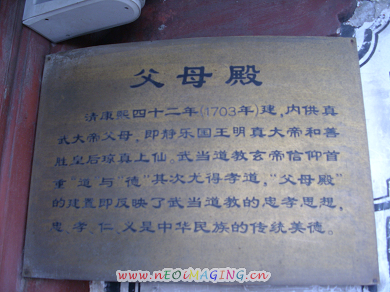 父母殿
清康熙四十二年(1703年)建,内供真
武大帝父母,即静乐国王明真大帝和善
胜皇后琼真上仙。武当道教玄帝信仰首
重“道与“德”其次尤得孝道,“父母殿”
的建置即反映了武当道教的忠孝思想,
忠、孝、仁、义是中华民族的传统美德。
www.nEOiMAGING.cn